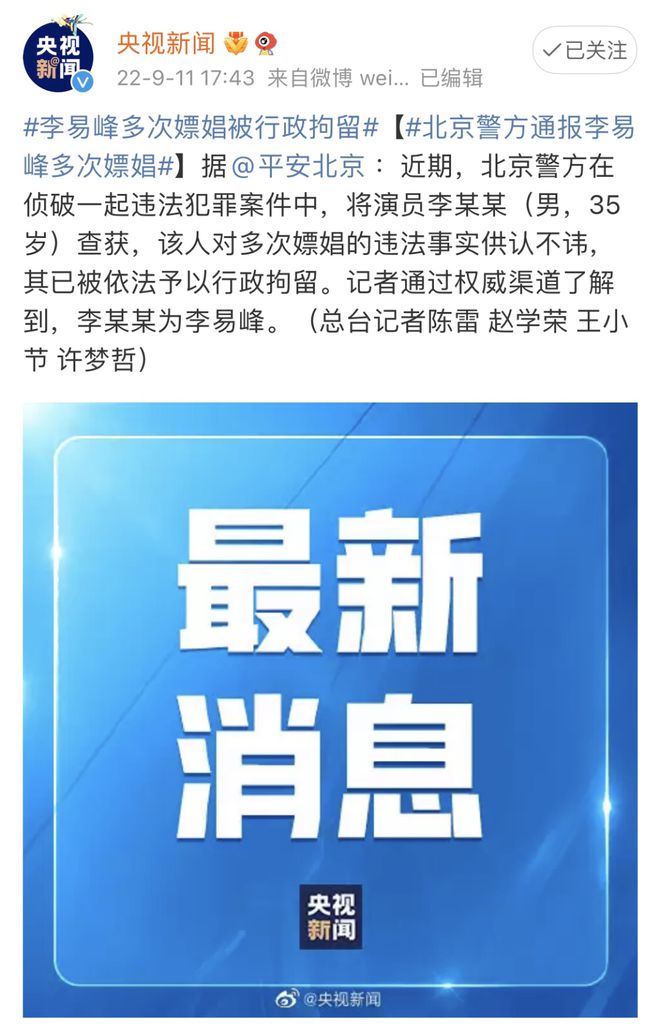 央视
新闻
央视新闻
已关注
22-9-11 17:43 来自微博 wei... 已编辑
#李易峰多次嫖娼被行政拘留#【#北京警方通报李易
峰多次嫖娼#】据@平安北京：近期，北京警方在
侦破一起违法犯罪案件中，将演员李某某（男，35
岁）查获，该人对多次嫖娼的违法事实供认不讳，
其已被依法予以行政拘留。记者通过权威渠道了解
到，李某某为李易峰。（总台记者陈雷 赵学荣 王小
节 许梦哲）
最新
消息
央视
新闻
@央视新闻